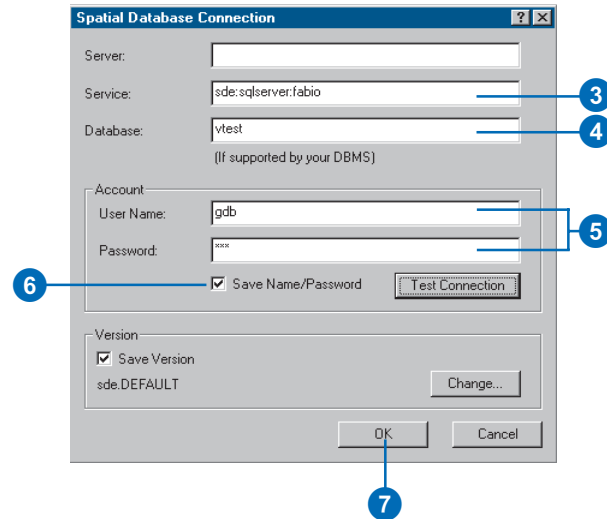 Spatial Database Connection
Server:
Service: sde:sqlserver:fabio 3
Database: vtest 4
(If supported by your DBMS)
Account
User Name: gdb
5
Password: ***
6 Save Name/Password Test Connection
Version
Save Version
sde.DEFAULT Change...
OK Cancel
7